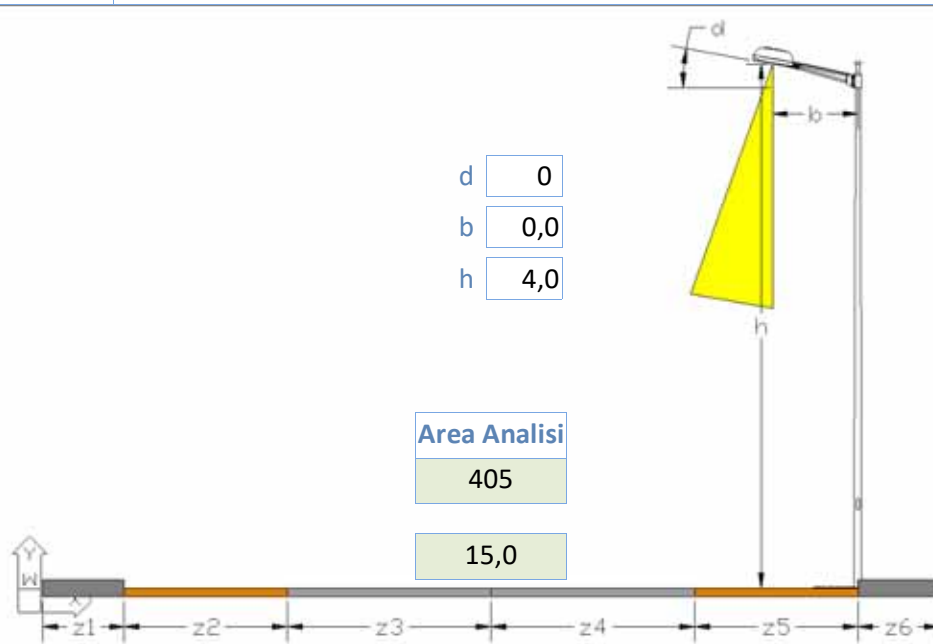 d
b
d 0
b 0,0
h 4,0
h
Area Analisi
405
15,0
Y
W
X
z1 z2 z3 z4 z5 z6